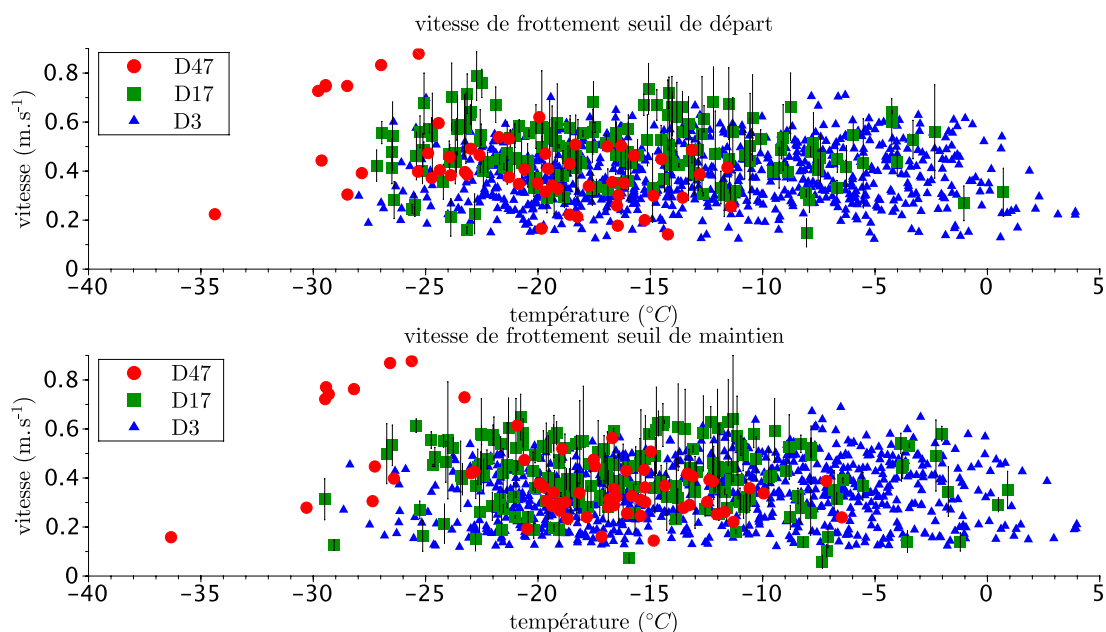 vitesse de frottement seuil de départ
D47
D17
D3
vitesse (m.s⁻¹)
0.8
0.6
0.4
0.2
0
−40 −35 −30 −25 −20 −15 −10 −5 0 5
température (°C)
vitesse de frottement seuil de maintien
D47
D17
D3
vitesse (m.s⁻¹)
0.8
0.6
0.4
0.2
0
−40 −35 −30 −25 −20 −15 −10 −5 0 5
température (°C)